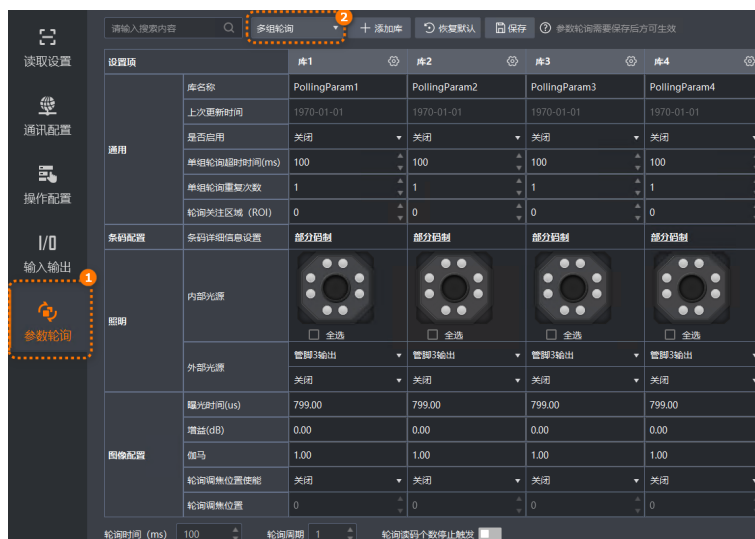 请输入搜索内容 多组轮询 2 添加库 恢复默认 保存 参数轮询需要保存后方可生效
读取设置
通讯配置
操作配置
I/O
输入输出
1
参数轮询
设置项 库1 库2 库3 库4
通用
库名称 PollingParam1 PollingParam2 PollingParam3 PollingParam4
上次更新时间 1970-01-01 1970-01-01 1970-01-01 1970-01-01
是否启用 关闭 关闭 关闭 关闭
单组轮询超时时间(ms) 100 100 100 100
单组轮询重复次数 1 1 1 1
轮询关注区域（ROI） 0 0 0 0
条码配置 条码详细信息设置 部分码制 部分码制 部分码制 部分码制
照明
内部光源
全选 全选 全选 全选
外部光源
管脚3输出 管脚3输出 管脚3输出 管脚3输出
关闭 关闭 关闭 关闭
图像配置
曝光时间(us) 799.00 799.00 799.00 799.00
增益(dB) 0.00 0.00 0.00 0.00
伽马 1.00 1.00 1.00 1.00
轮询调焦位置使能 关闭 关闭 关闭 关闭
轮询调焦位置 0 0 0 0
轮询时间（ms） 100 轮询周期 1 轮询读码个数停止触发